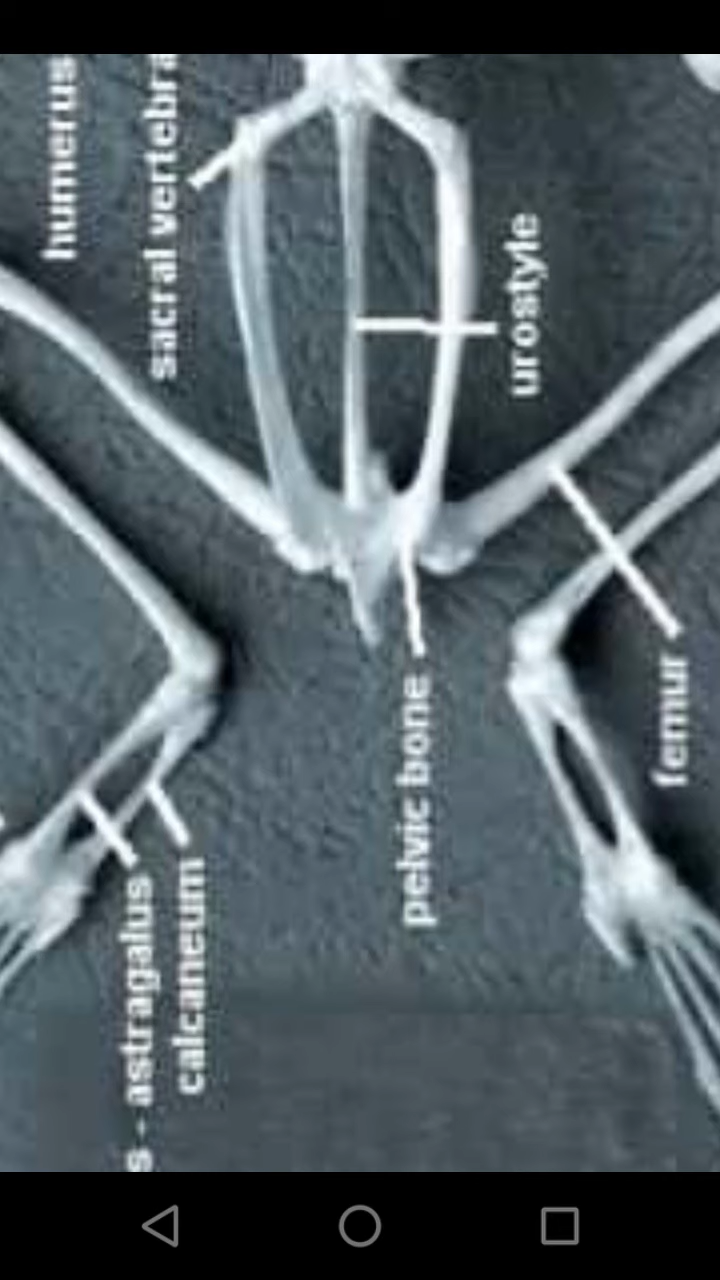 humerus
sacral vertebra
urostyle
femur
pelvic bone
s - astragalus
calcaneum